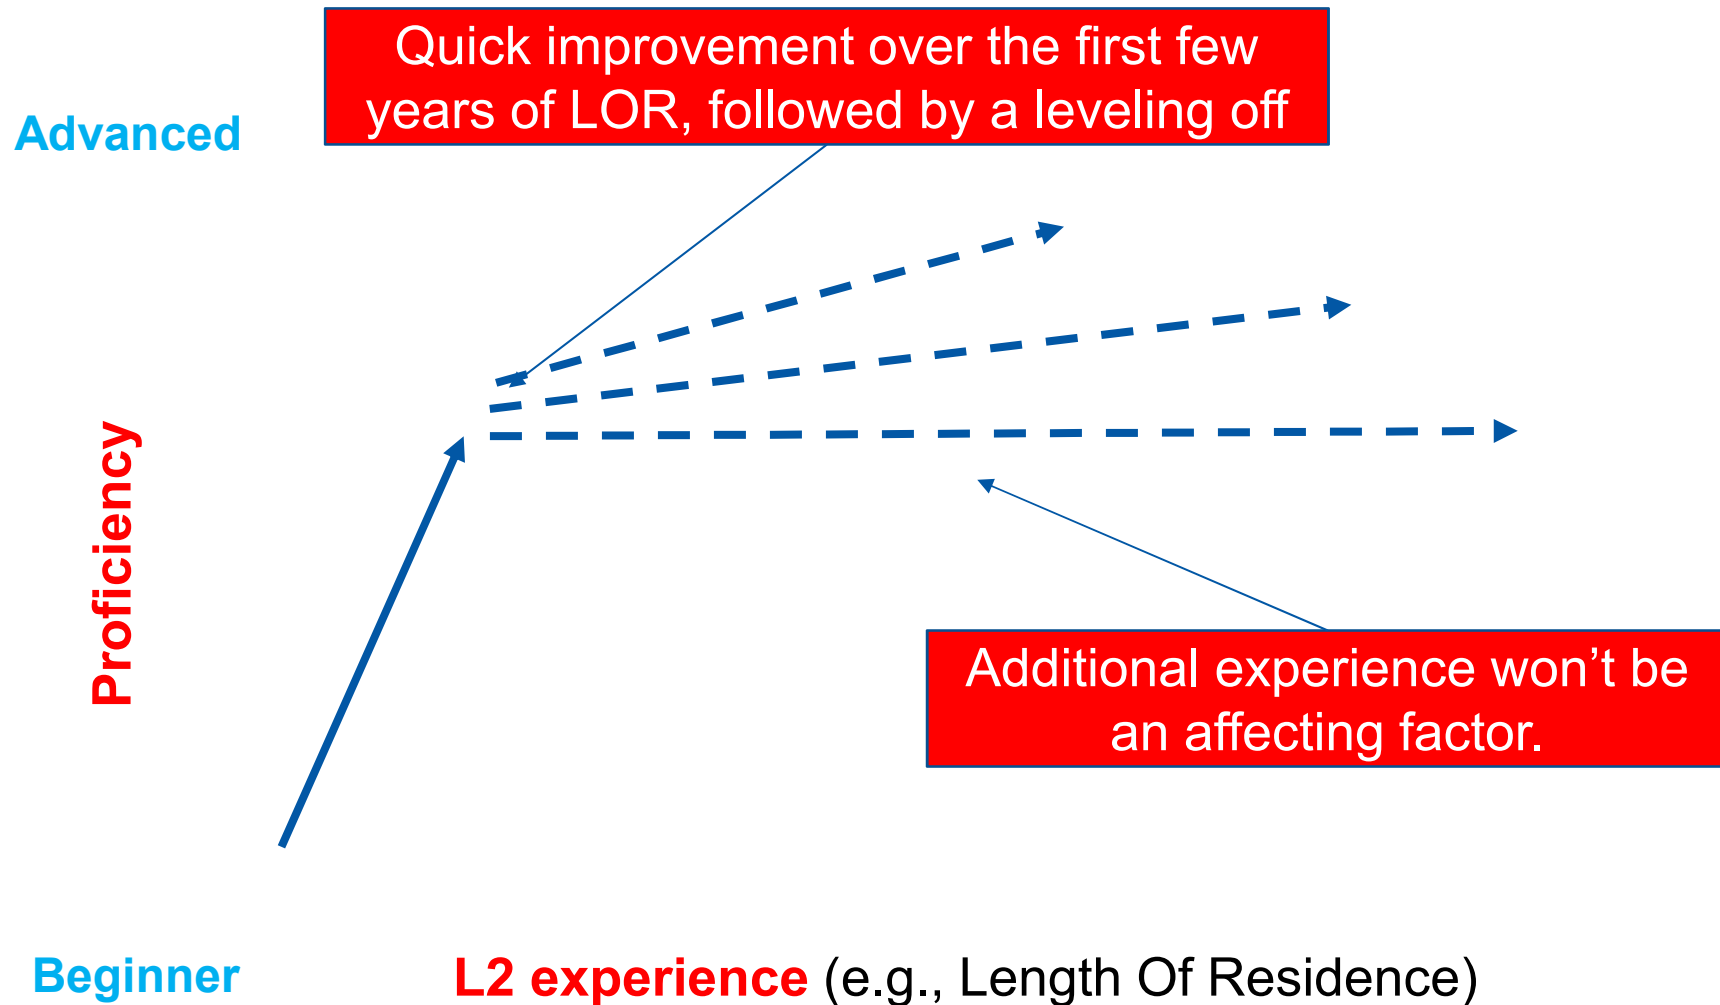 Quick improvement over the first few
years of LOR, followed by a leveling off
Advanced
Proficiency
Additional experience won’t be
an affecting factor.
Beginner
L2 experience (e.g., Length Of Residence)